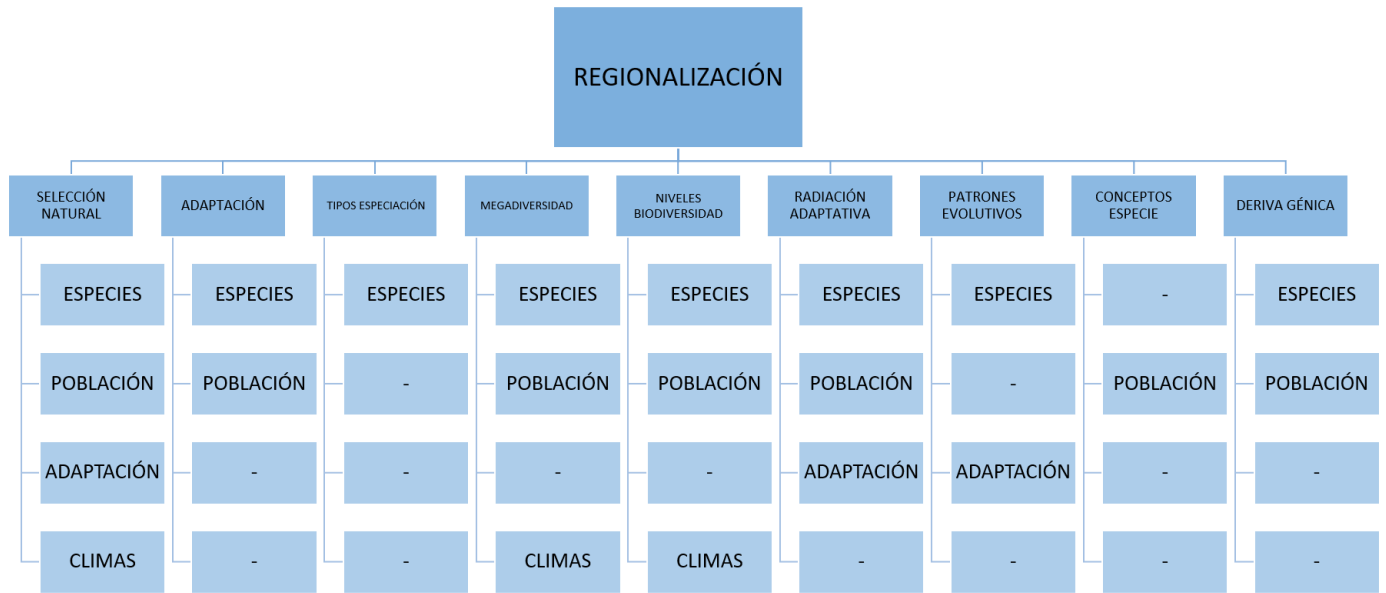 REGIONALIZACIÓN
SELECCIÓN
NATURAL
ADAPTACIÓN
TIPOS ESPECIACIÓN
MEGADIVERSIDAD
NIVELES
BIODIVERSIDAD
RADIACIÓN
ADAPTATIVA
PATRONES
EVOLUTIVOS
CONCEPTOS
ESPECIE
DERIVA GÉNICA
ESPECIES
ESPECIES
ESPECIES
ESPECIES
ESPECIES
ESPECIES
ESPECIES
-
ESPECIES
POBLACIÓN
POBLACIÓN
-
POBLACIÓN
POBLACIÓN
POBLACIÓN
-
POBLACIÓN
POBLACIÓN
ADAPTACIÓN
-
-
-
-
ADAPTACIÓN
ADAPTACIÓN
-
-
CLIMAS
-
-
CLIMAS
CLIMAS
-
-
-
-